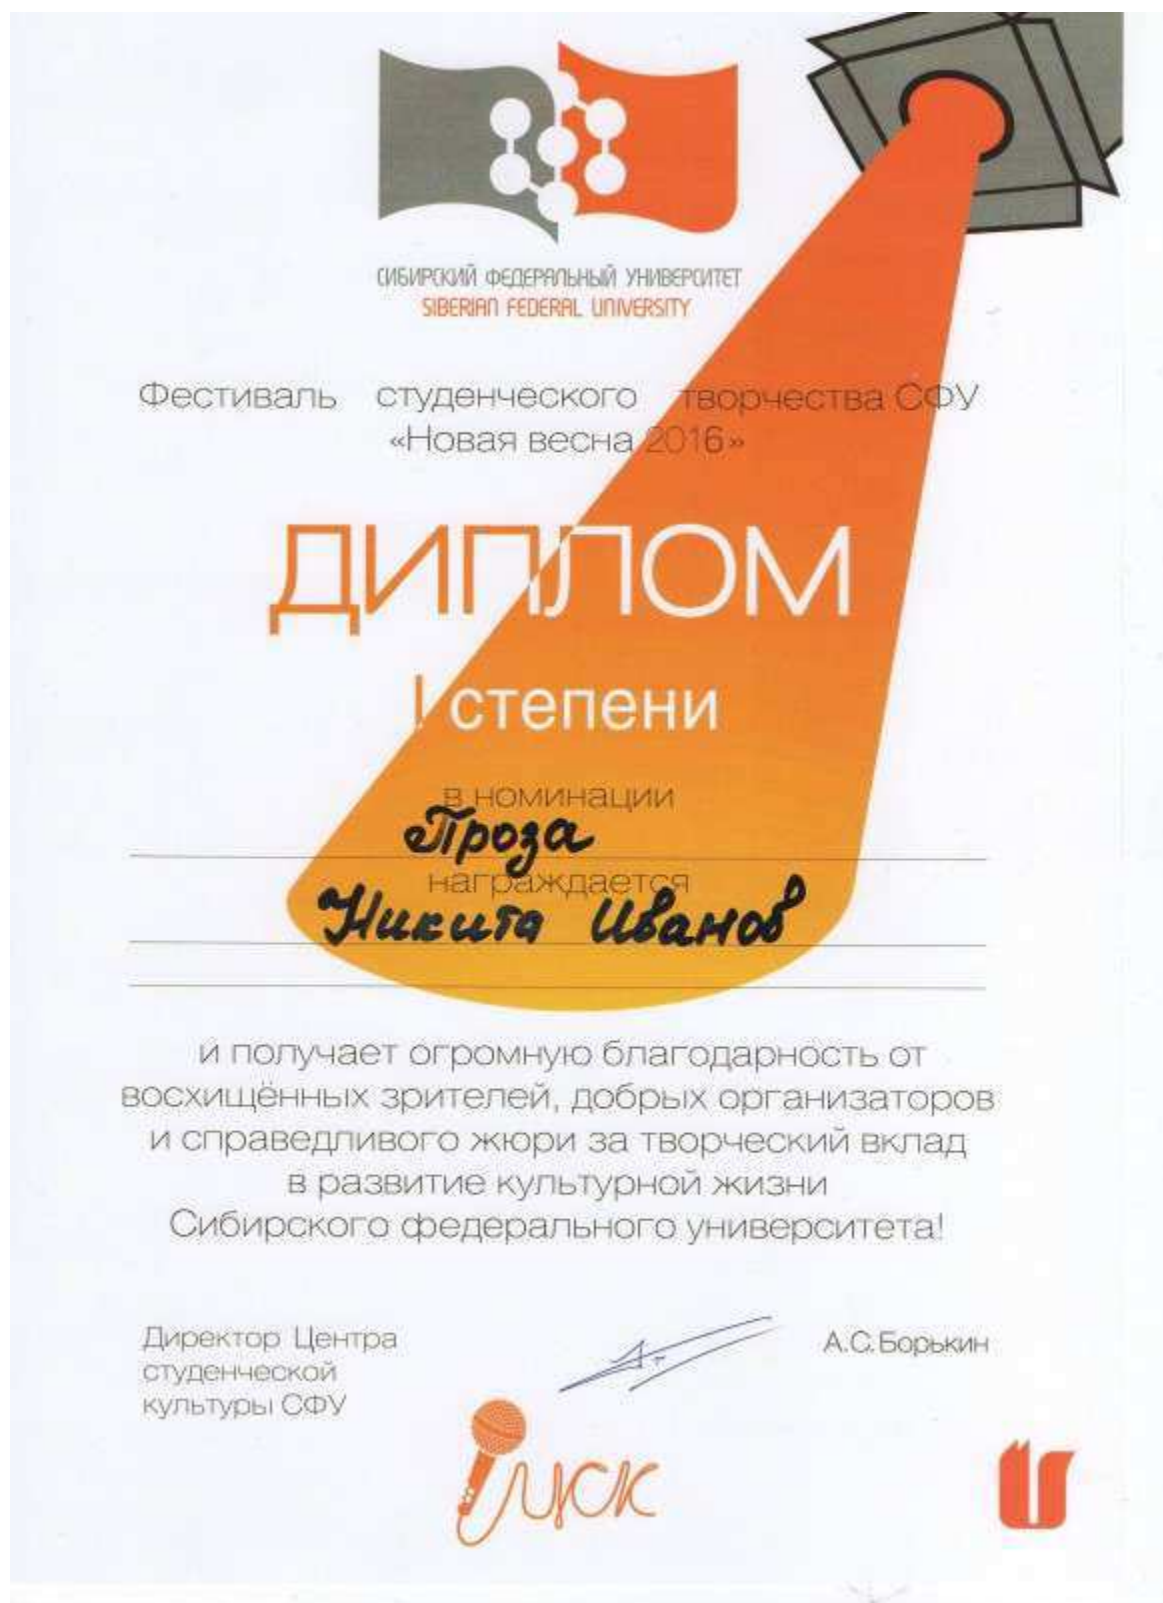 СИБИРСКИЙ ФЕДЕРАЛЬНЫЙ УНИВЕРСИТЕТ
SIBERIAN FEDERAL UNIVERSITY
Фестиваль студенческого творчества СФУ
«Новая весна 2016»
ДИПЛОМ
I степени
в номинации
Проза
награждается
Никита Иванов
и получает огромную благодарность от
восхищённых зрителей, добрых организаторов
и справедливого жюри за творческий вклад
в развитие культурной жизни
Сибирского федерального университета!
Директор Центра
студенческой
культуры СФУ
А.С.Борькин
ЦСК